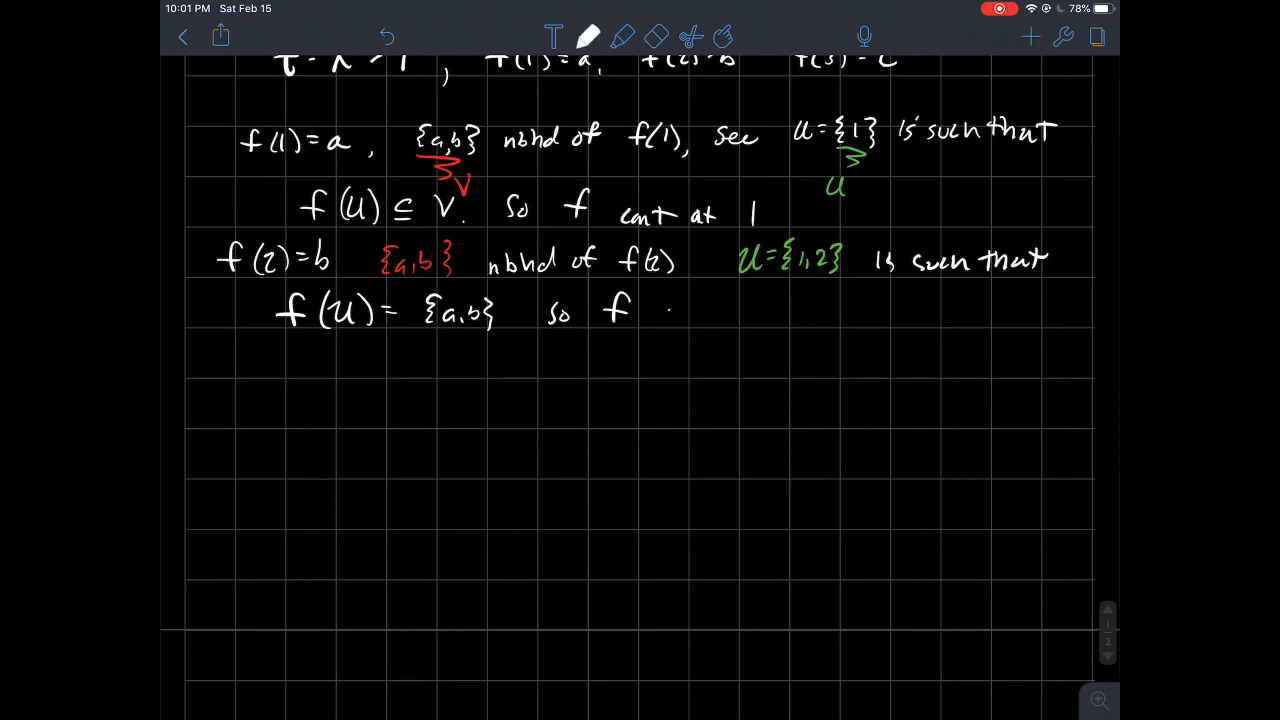 10:01 PM Sat Feb 15 78%
f(1)=a, {a,b} nbhd of f(1), see U={1} is such that
V U
f(U) ⊆ V. So f cont at 1
f(2)=b {a,b} nbhd of f(2) U={1,2} is such that
f(U)= {a,b} so f